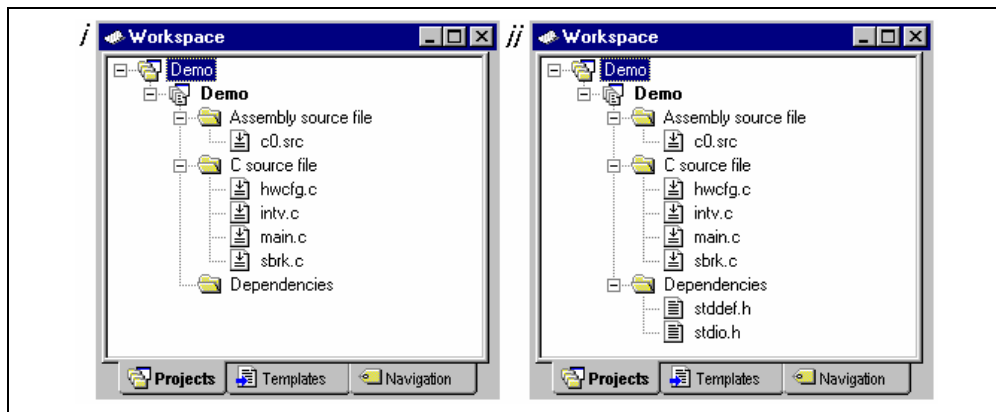 i
Workspace
Demo
Demo
Assembly source file
c0.src
C source file
hwcfg.c
intv.c
main.c
sbrk.c
Dependencies
Projects
Templates
Navigation
ii
Workspace
Demo
Demo
Assembly source file
c0.src
C source file
hwcfg.c
intv.c
main.c
sbrk.c
Dependencies
stddef.h
stdio.h
Projects
Templates
Navigation